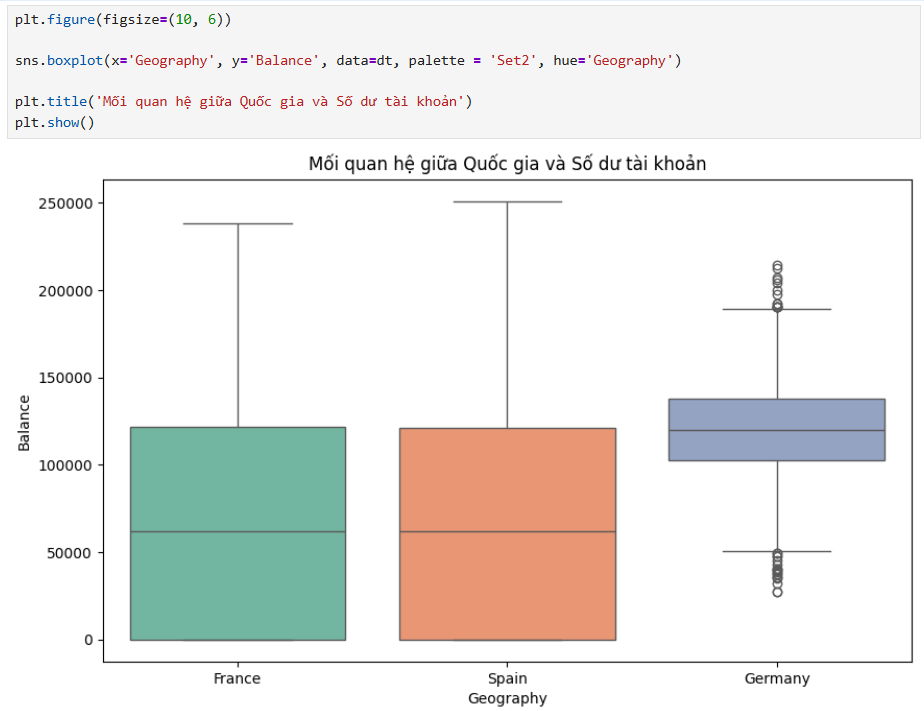 plt.figure(figsize=(10, 6))
sns.boxplot(x='Geography', y='Balance', data=dt, palette = 'Set2', hue='Geography')
plt.title('Mối quan hệ giữa Quốc gia và Số dư tài khoản')
plt.show()
Mối quan hệ giữa Quốc gia và Số dư tài khoản
250000
200000
150000
100000
50000
0
Balance
France Spain Germany
Geography